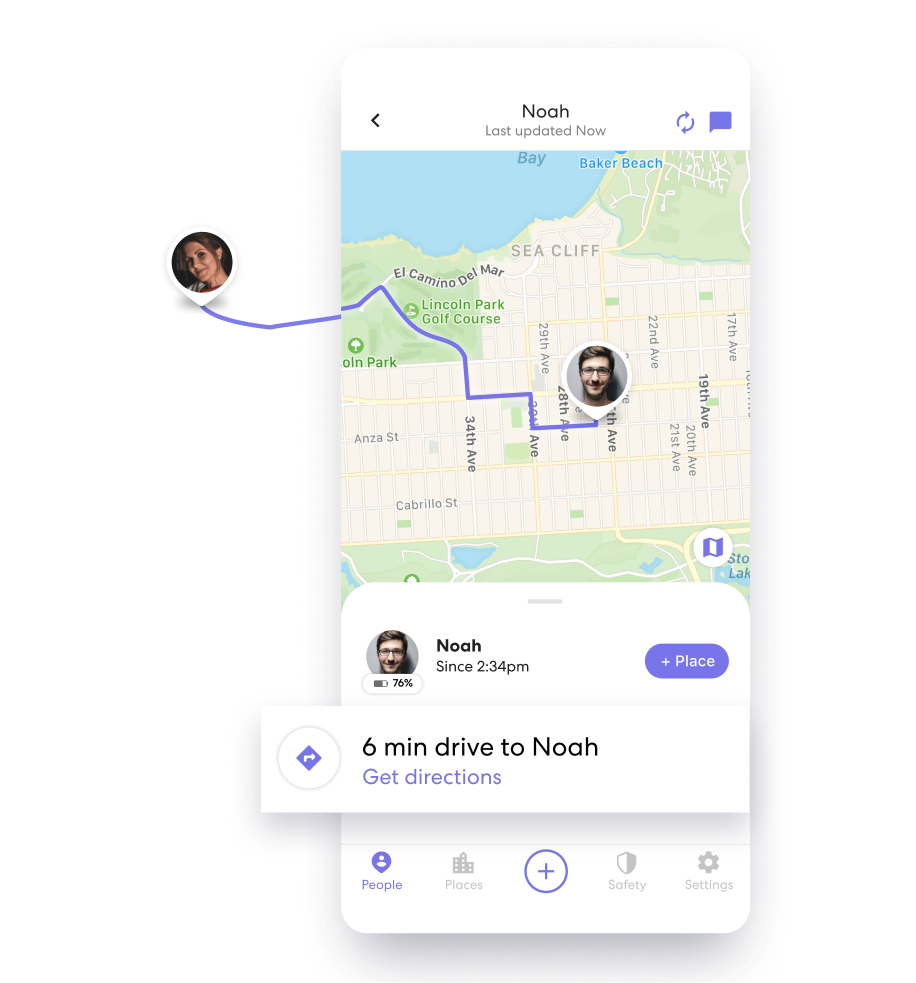 Noah
Last updated Now
Bay
Baker Beach
SEA CLIFF
El Camino Del Mar
Lincoln Park
Golf Course
29th Ave
22nd Ave
17th Ave
oln Park
28th Ave
19th Ave
30th Ave
th Ave
34th Ave
Anza St
21st Ave
20th Ave
Cabrillo St
Sto
Lak
Noah
Since 2:34pm
76%
+ Place
6 min drive to Noah
Get directions
People
Places
Safety
Settings